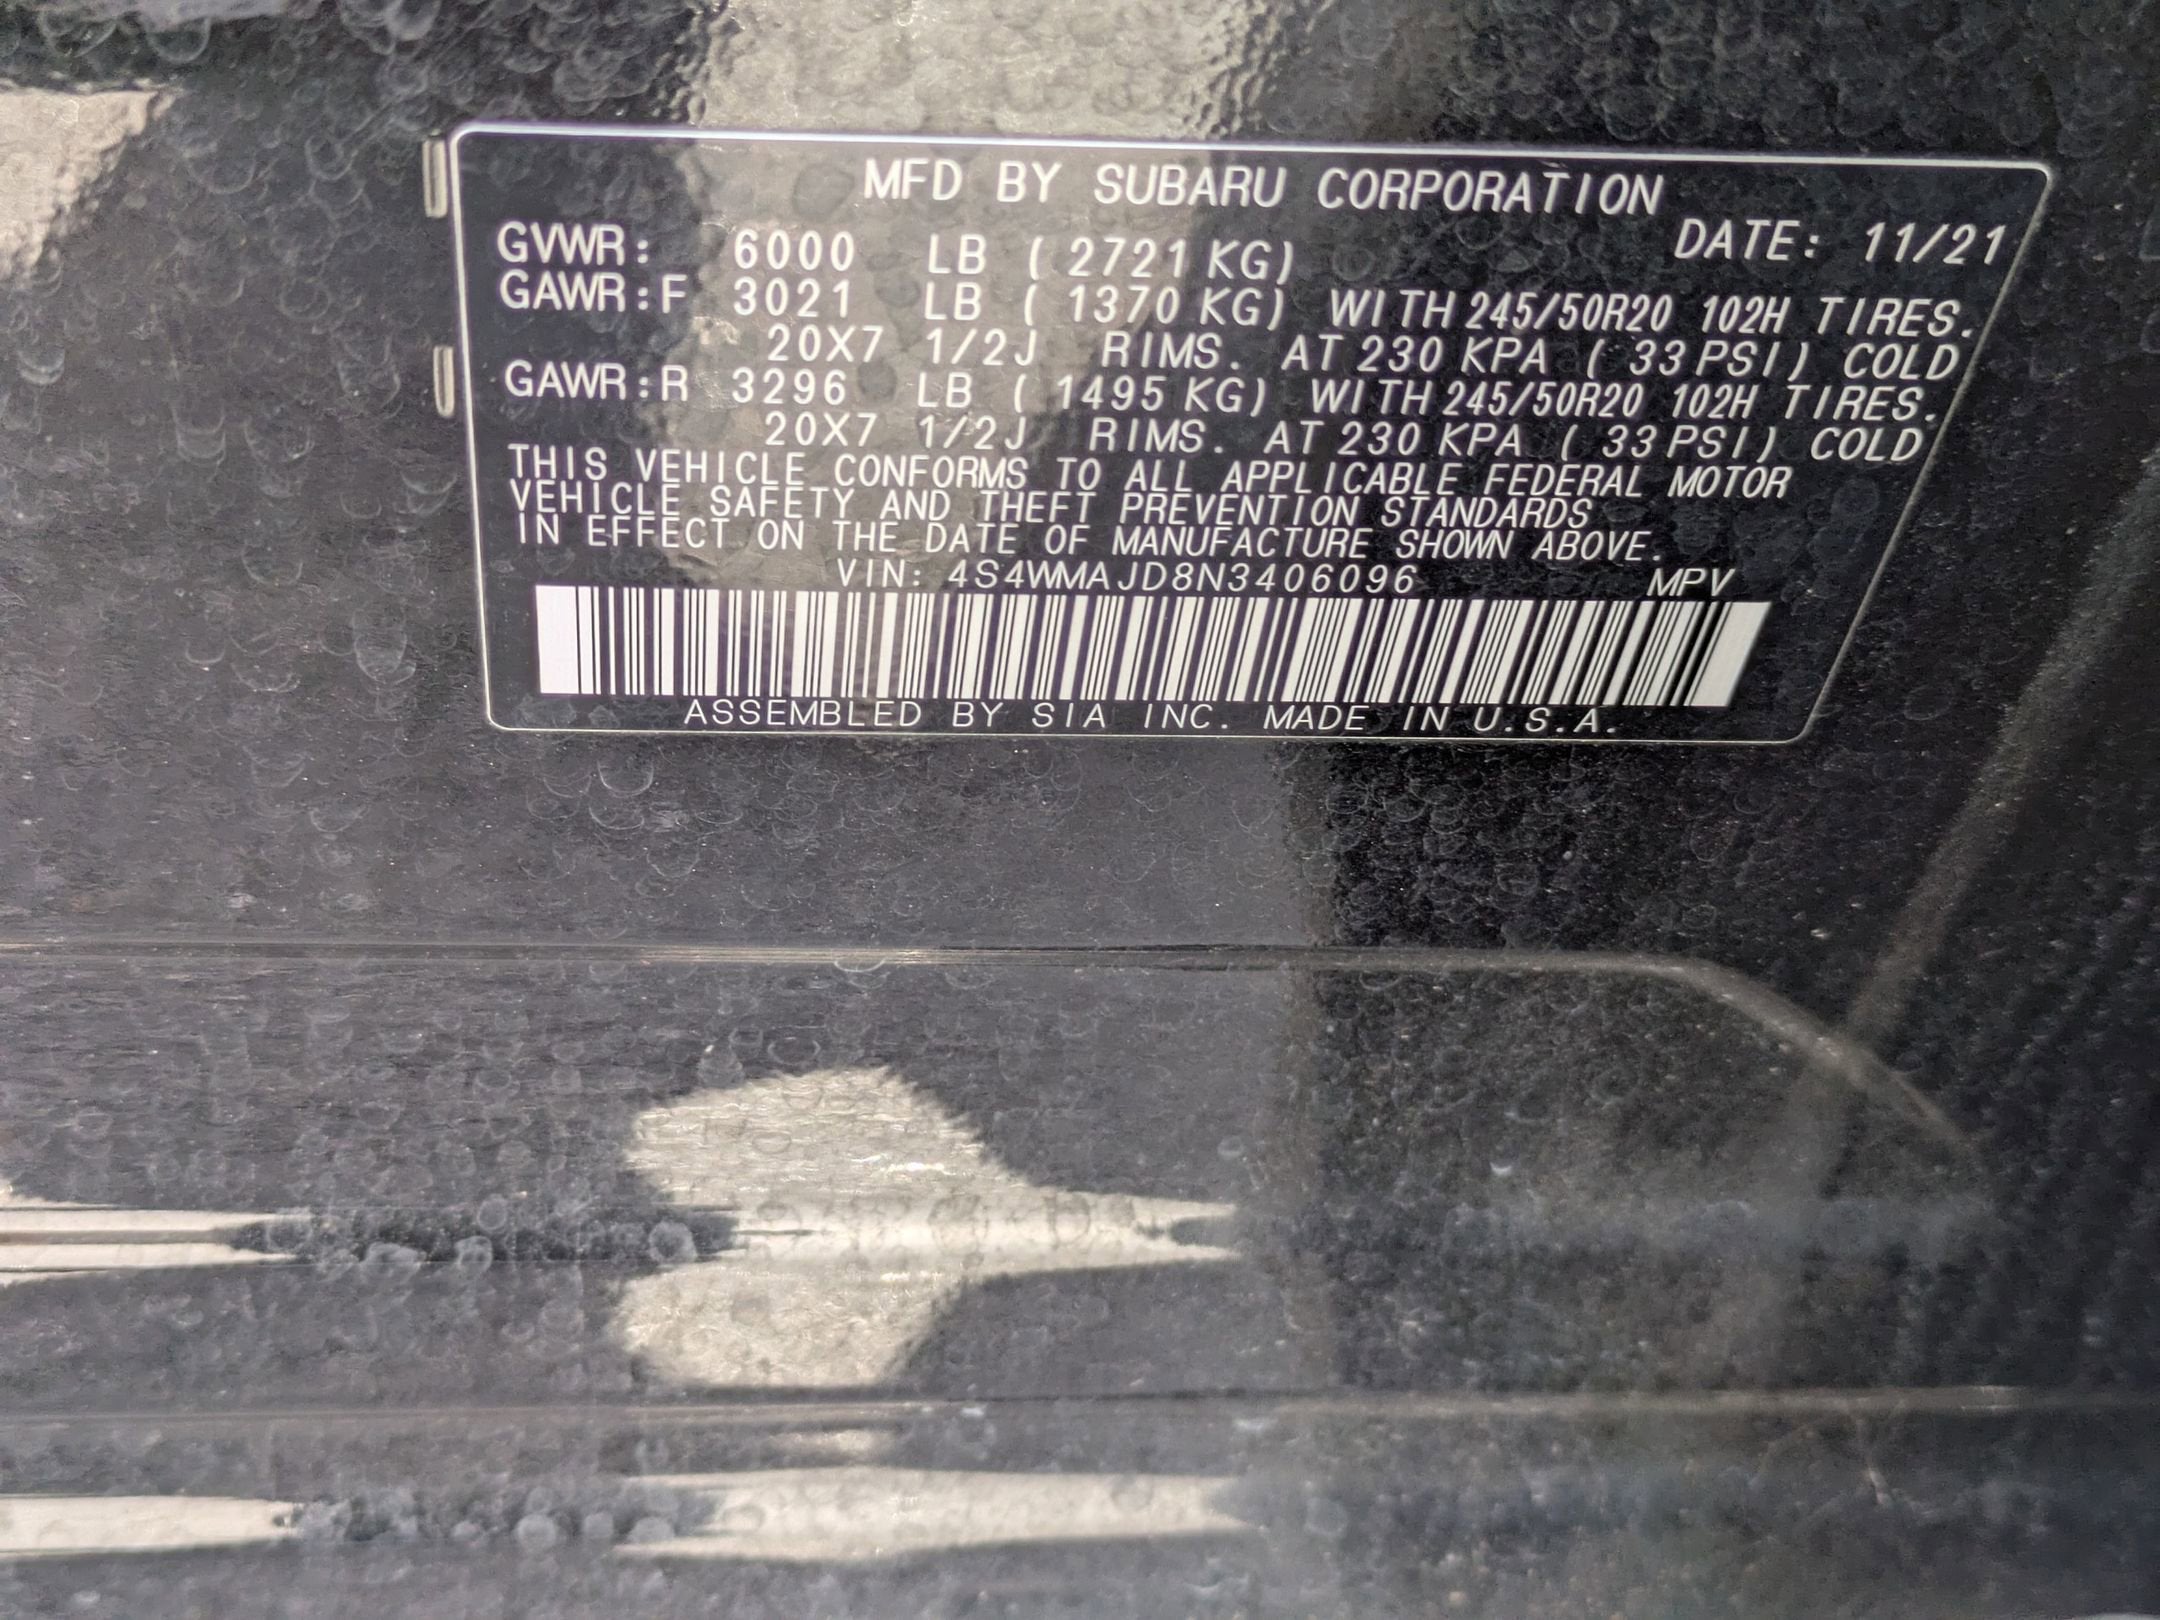 MFD BY SUBARU CORPORATION
DATE: 11/21
GVWR: 6000 LB ( 2721 KG)
GAWR:F 3021 LB ( 1370 KG) WITH 245/50R20 102H TIRES.
20X7 1/2J RIMS. AT 230 KPA ( 33 PSI) COLD
GAWR:R 3296 LB ( 1495 KG) WITH 245/50R20 102H TIRES.
20X7 1/2J RIMS. AT 230 KPA ( 33 PSI) COLD
THIS VEHICLE CONFORMS TO ALL APPLICABLE FEDERAL MOTOR
VEHICLE SAFETY AND THEFT PREVENTION STANDARDS
IN EFFECT ON THE DATE OF MANUFACTURE SHOWN ABOVE.
VIN: 4S4WMAJD8N3406096 MPV
ASSEMBLED BY SIA INC. MADE IN U.S.A.